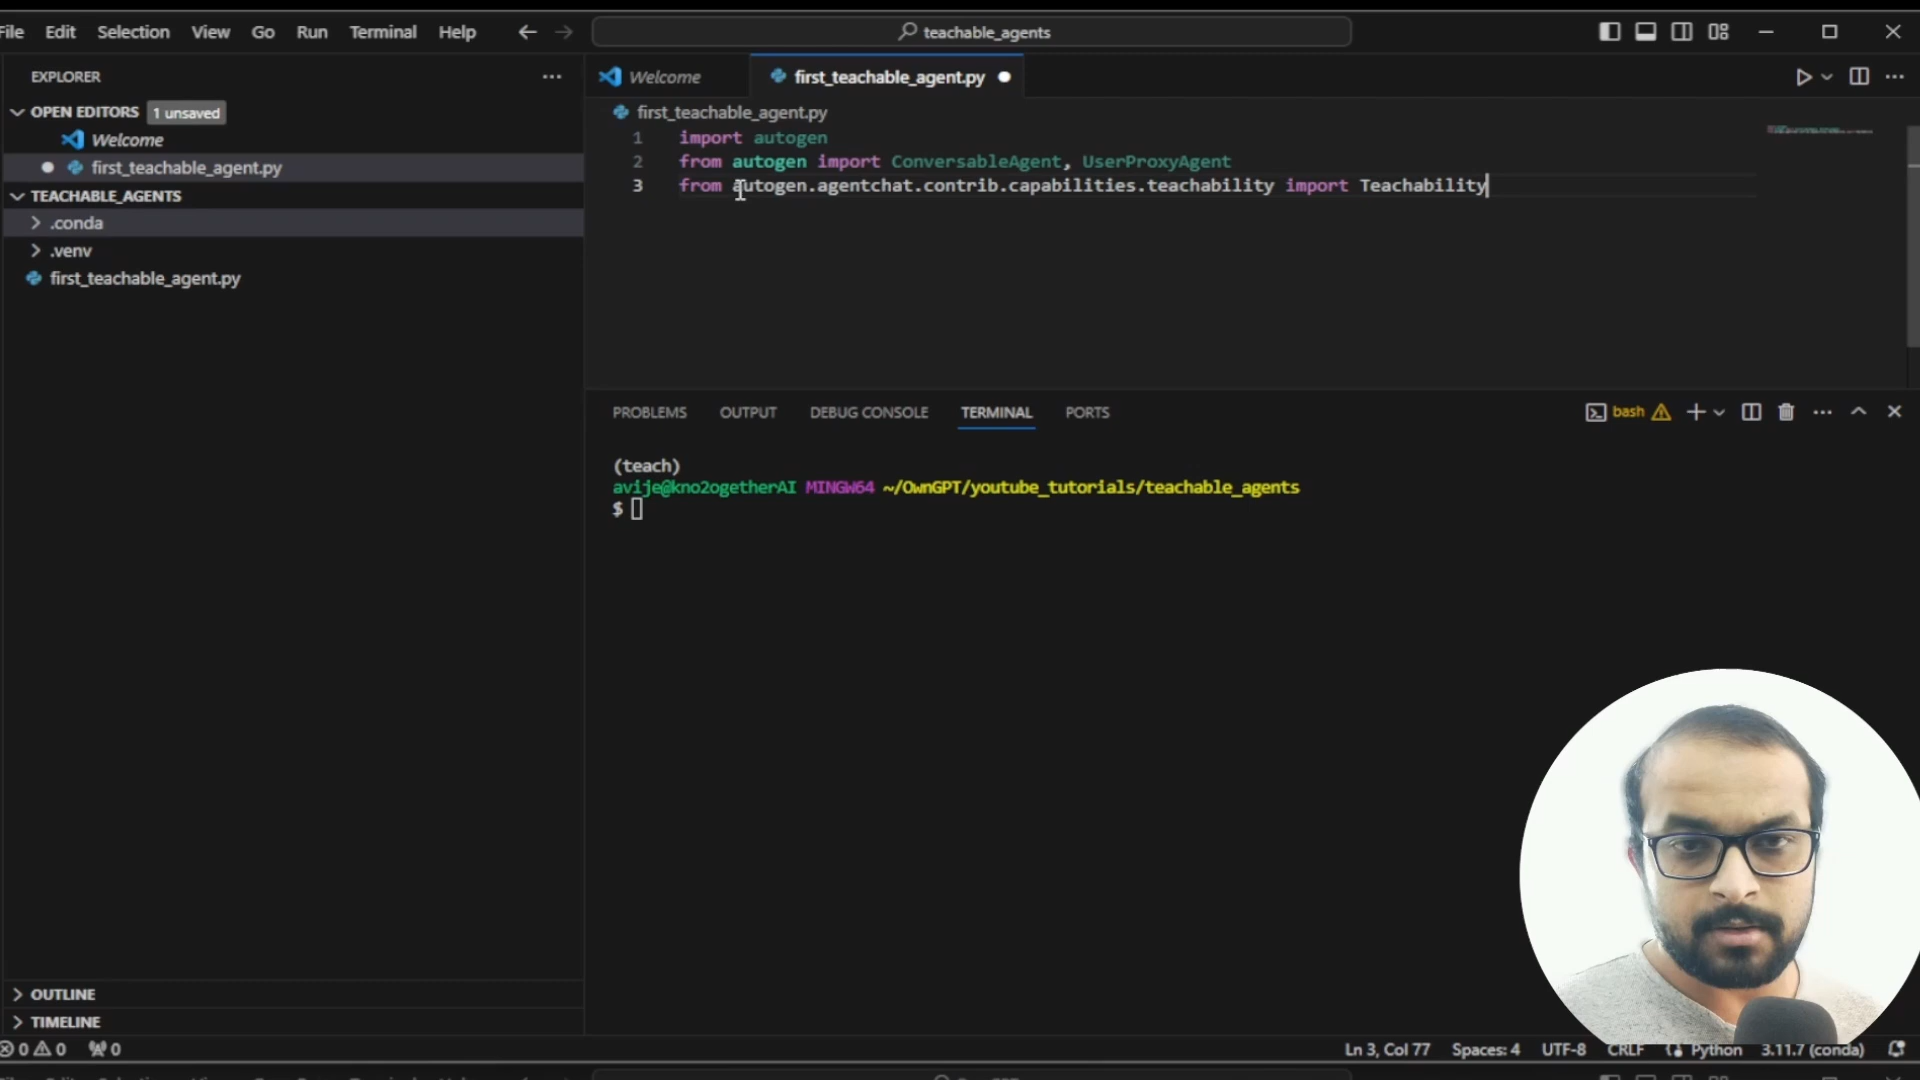 File Edit Selection View Go Run Terminal Help
teachable_agents
EXPLORER
OPEN EDITORS 1 unsaved
Welcome
first_teachable_agent.py
TEACHABLE_AGENTS
.conda
.venv
first_teachable_agent.py
OUTLINE
TIMELINE
Welcome
first_teachable_agent.py
first_teachable_agent.py
1 import autogen
2 from autogen import ConversableAgent, UserProxyAgent
3 from autogen.agentchat.contrib.capabilities.teachability import Teachability
PROBLEMS OUTPUT DEBUG CONSOLE TERMINAL PORTS
bash
(teach)
avije@kno2ogetherAI MINGW64 ~/OwnGPT/youtube_tutorials/teachable_agents
$
0 0 0
Ln 3, Col 77 Spaces: 4 UTF-8 CRLF Python 3.11.7 (conda)